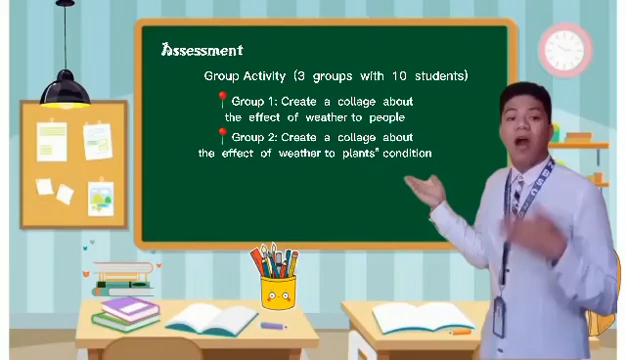 Assessment
Group Activity (3 groups with 10 students)
Group 1: Create a collage about
the effect of weather to people
Group 2: Create a collage about
the effect of weather to plants" condition